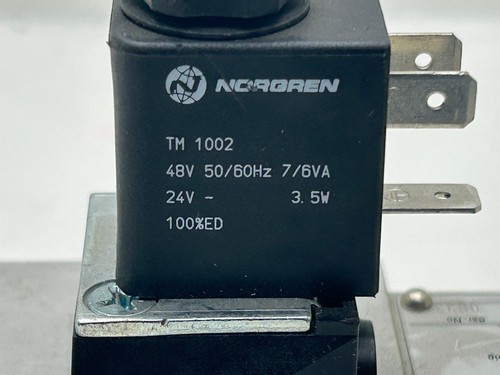 NORGREN
TM 1002
48V 50/60Hz 7/6VA
24V - 3.5W
100%ED